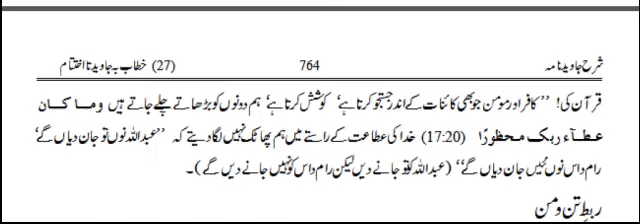 شرح جاوید نامہ 764 (27) خطاب بہ جاوید تا اختتام
قرآن کی! ‘‘کافر اور مومن جو بھی کائنات کے اندر جستجو کرتا ہے’ کوشش کرتا ہے’ ہم دونوں کو بڑھاتے چلے جاتے ہیں وما کان
عطآء ربک محظورًا (17:20) خدا کی عطاعت کے راستے میں ہم پھاٹک نہیں لگا دیتے کہ ‘‘عبداللہ نوں تو جان دیاں گے’
رام داس نوں نئیں جان دیاں گے’’ (عبداللہ کو تو جانے دیں لیکن رام داس کو نہیں جانے دیں گے)۔
ربطِ تن و من